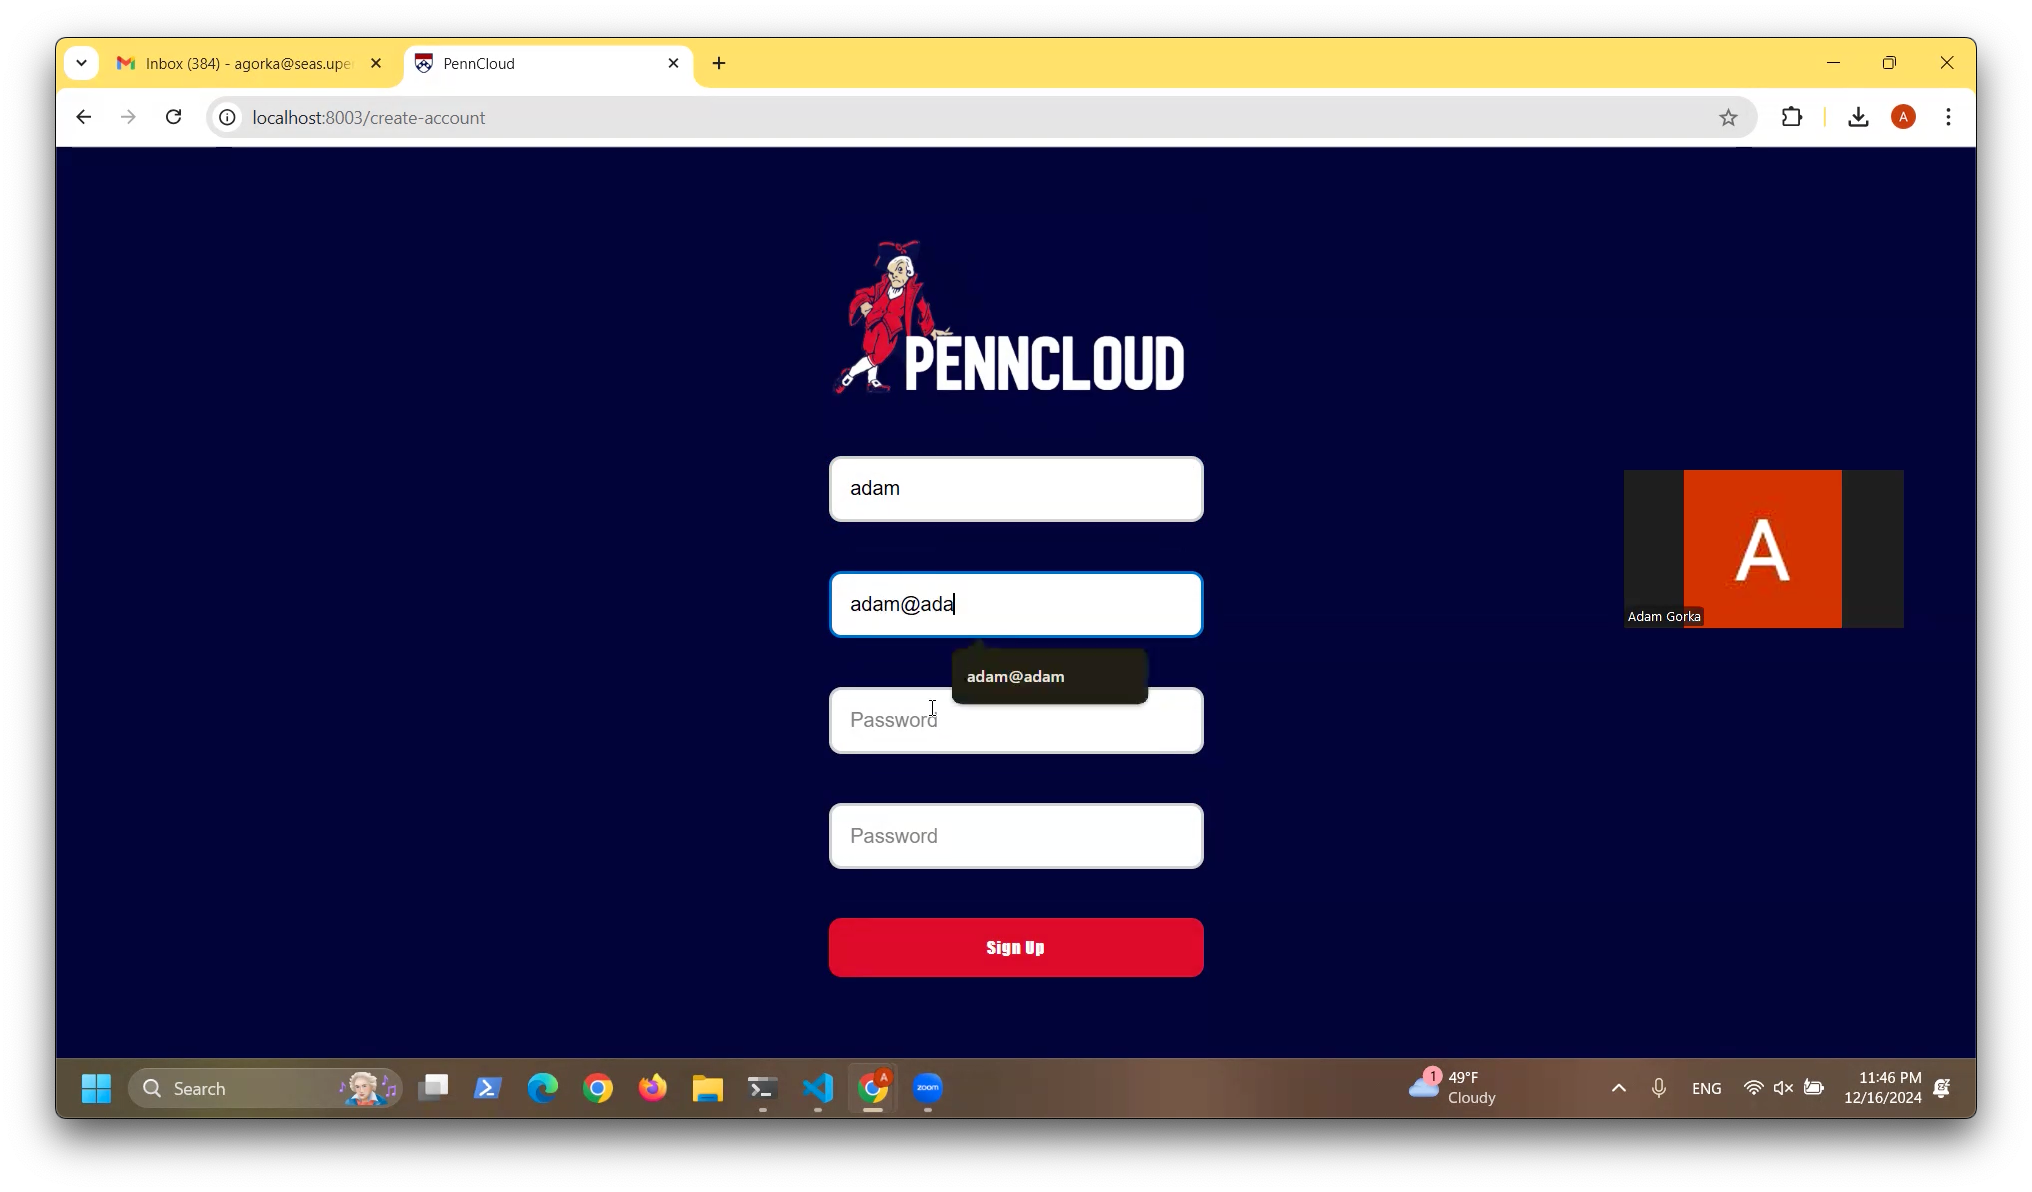 Inbox (384) - agorka@seas.upe
PennCloud
localhost:8003/create-account
A
PENNCLOUD
adam
adam@ada
adam@adam
Password
Password
Sign Up
A
Adam Gorka
Search
A
zoom
1
49°F
Cloudy
ENG
11:46 PM
12/16/2024